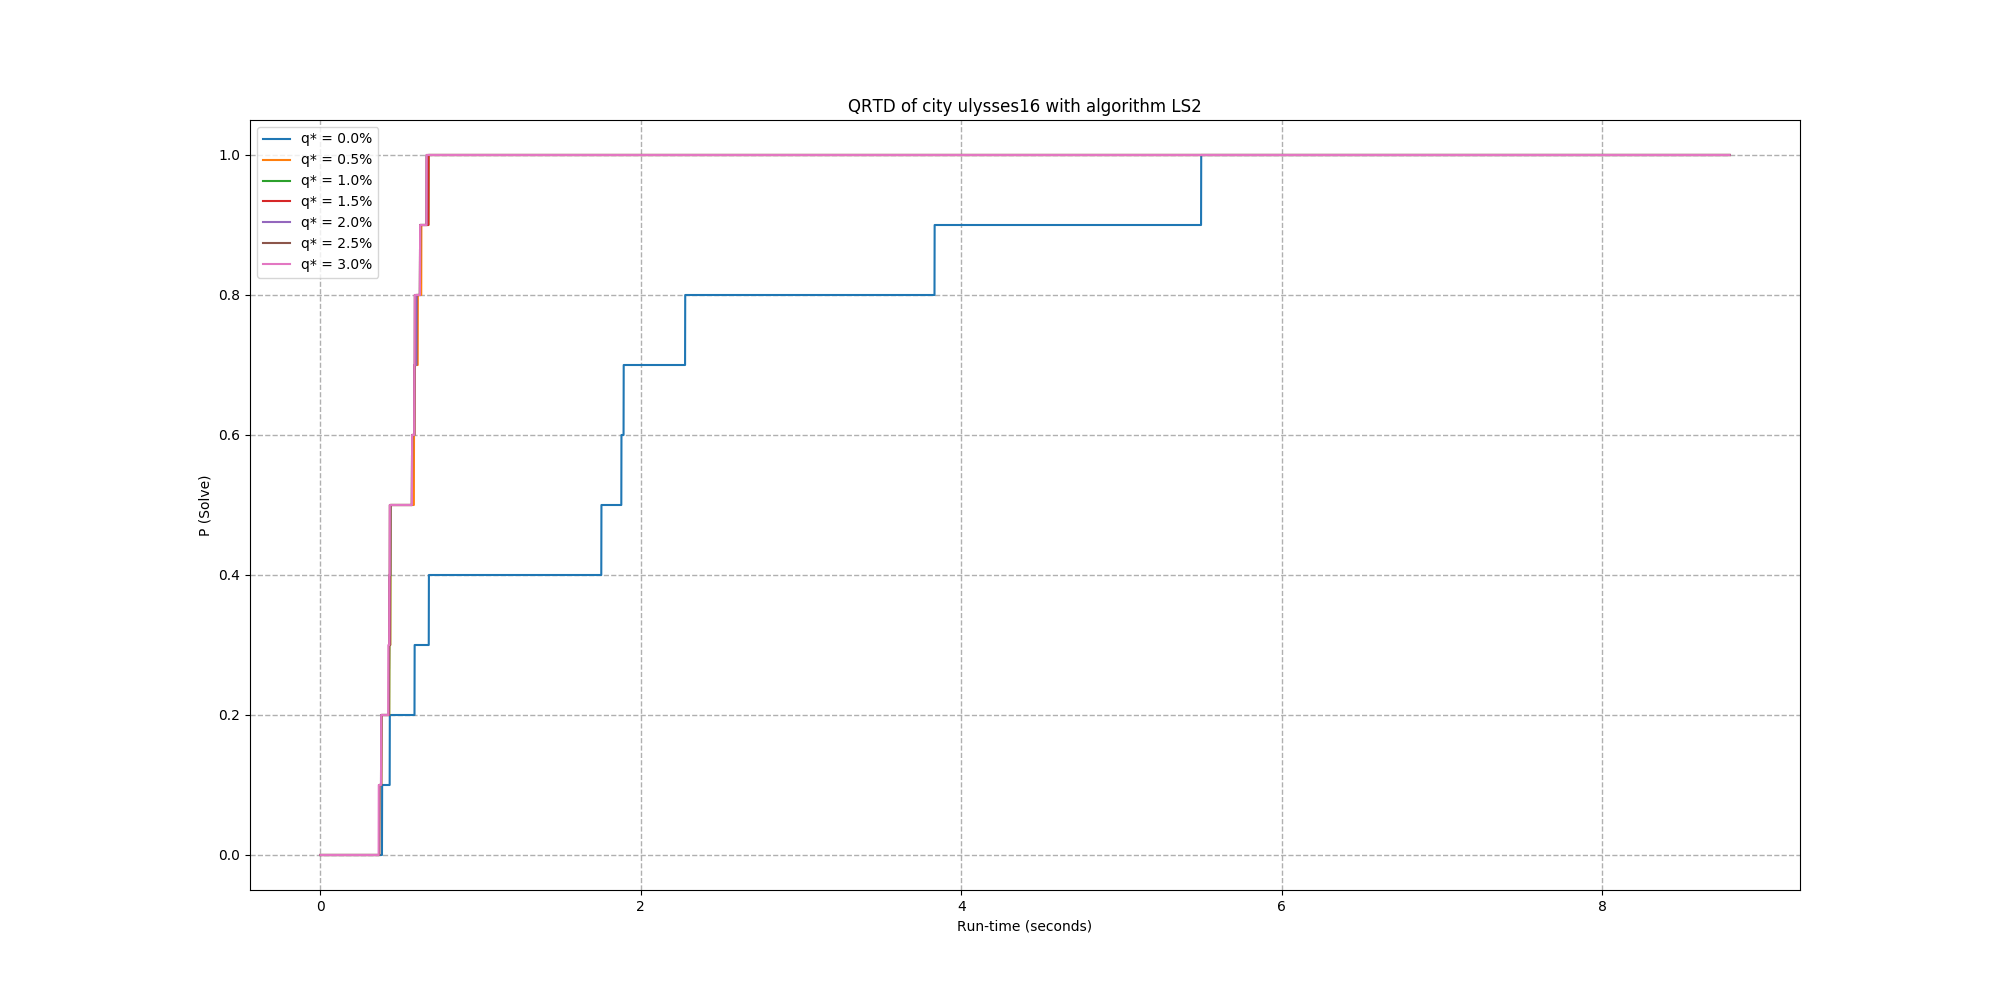 QRTD of city ulysses16 with algorithm LS2
q* = 0.0%
q* = 0.5%
q* = 1.0%
q* = 1.5%
q* = 2.0%
q* = 2.5%
q* = 3.0%
1.0
0.8
0.6
0.4
0.2
0.0
P (Solve)
0 2 4 6 8
Run-time (seconds)